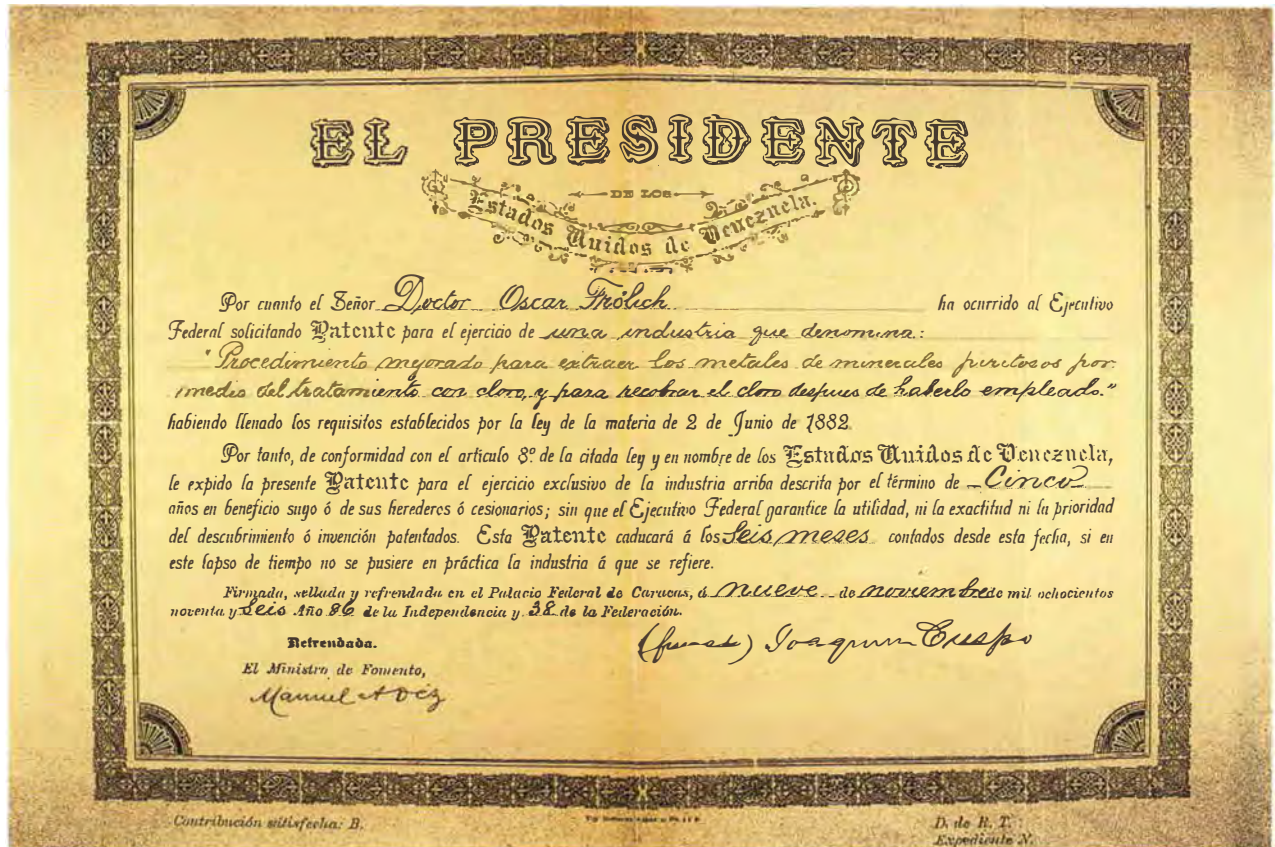 EL PRESIDENTE
DE LOS
Estados Unidos de Venezuela.
Por cuanto el Señor Doctor Oscar Frölich ha ocurrido al Ejecutivo
Federal solicitando Patente para el ejercicio de una industria que denomina:
"Procedimiento mejorado para extraer los metales de minerales piritosos por
medio del tratamiento con cloro, y para recobrar el cloro despues de haberlo empleado."
habiendo llenado los requisitos establecidos por la ley de la materia de 2 de Junio de 1882.
Por tanto, de conformidad con el artículo 8º de la citada ley y en nombre de los Estados Unidos de Venezuela,
le expido la presente Patente para el ejercicio exclusivo de la industria arriba descrita por el término de Cinco
años en beneficio suyo ó de sus herederos ó cesionarios; sin que el Ejecutivo Federal garantice la utilidad, ni la exactitud ni la prioridad
del descubrimiento ó invención patentados. Esta Patente caducará á los Seis meses contados desde esta fecha, si en
este lapso de tiempo no se pusiere en práctica la industria á que se refiere.
Firmada, sellada y refrendada en el Palacio Federal de Caracas, á nueve de noviembre de mil ochocientos
noventa y Seis Año 86 de la Independencia y 38 de la Federación.
Refrendada.
(firmado) Joaquin Crespo
El Ministro de Fomento,
Manuel A Diez
Contribución satisfecha: B.
D. de R. T. :
Expediente N.